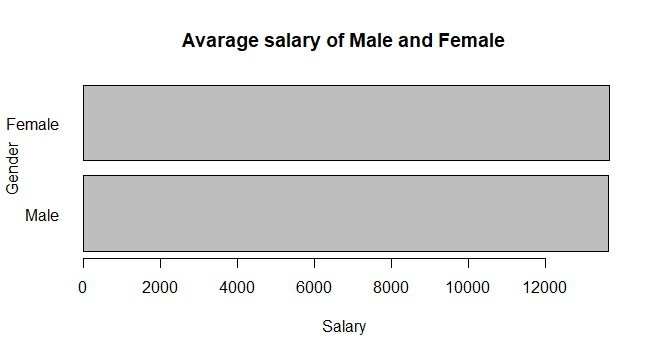 Avarage salary of Male and Female
Female
Gender
Male
0 2000 4000 6000 8000 10000 12000
Salary